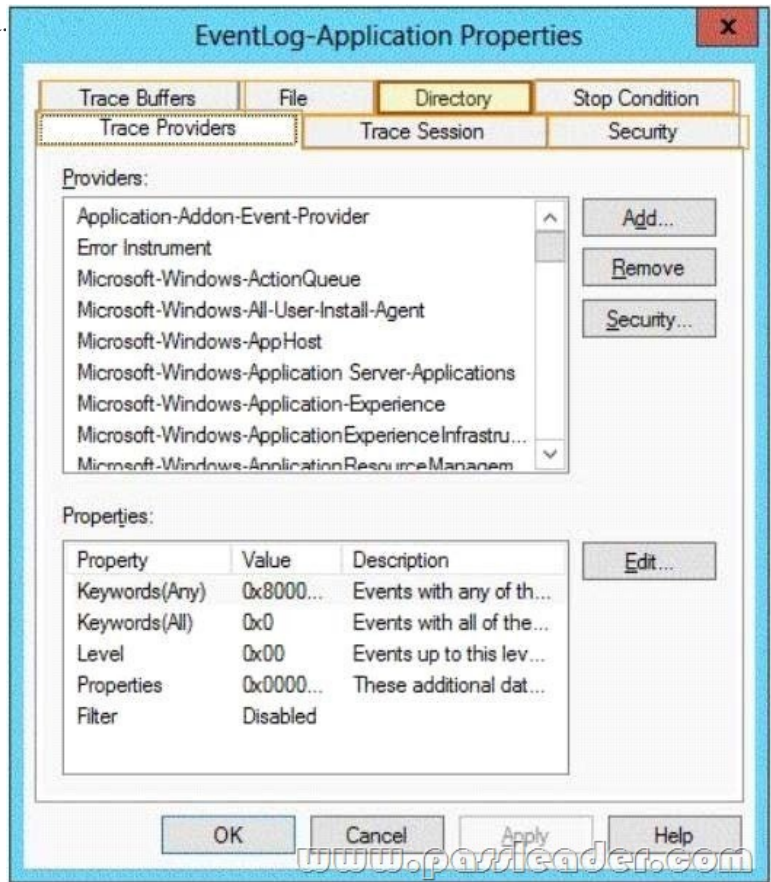 EventLog-Application Properties
x
Trace Buffers File Directory Stop Condition
Trace Providers Trace Session Security
Providers:
Application-Addon-Event-Provider
Error Instrument
Microsoft-Windows-ActionQueue
Microsoft-Windows-All-User-Install-Agent
Microsoft-Windows-AppHost
Microsoft-Windows-Application Server-Applications
Microsoft-Windows-Application-Experience
Microsoft-Windows-ApplicationExperienceInfrastru...
Microsoft-Windows-ApplicationResourceManagem
Add...
Remove
Security...
Properties:
Property Value Description
Keywords(Any) 0x8000... Events with any of th...
Keywords(All) 0x0 Events with all of the...
Level 0x00 Events up to this lev...
Properties 0x0000... These additional dat...
Filter Disabled
Edit...
OK Cancel Apply Help
www.passleader.com